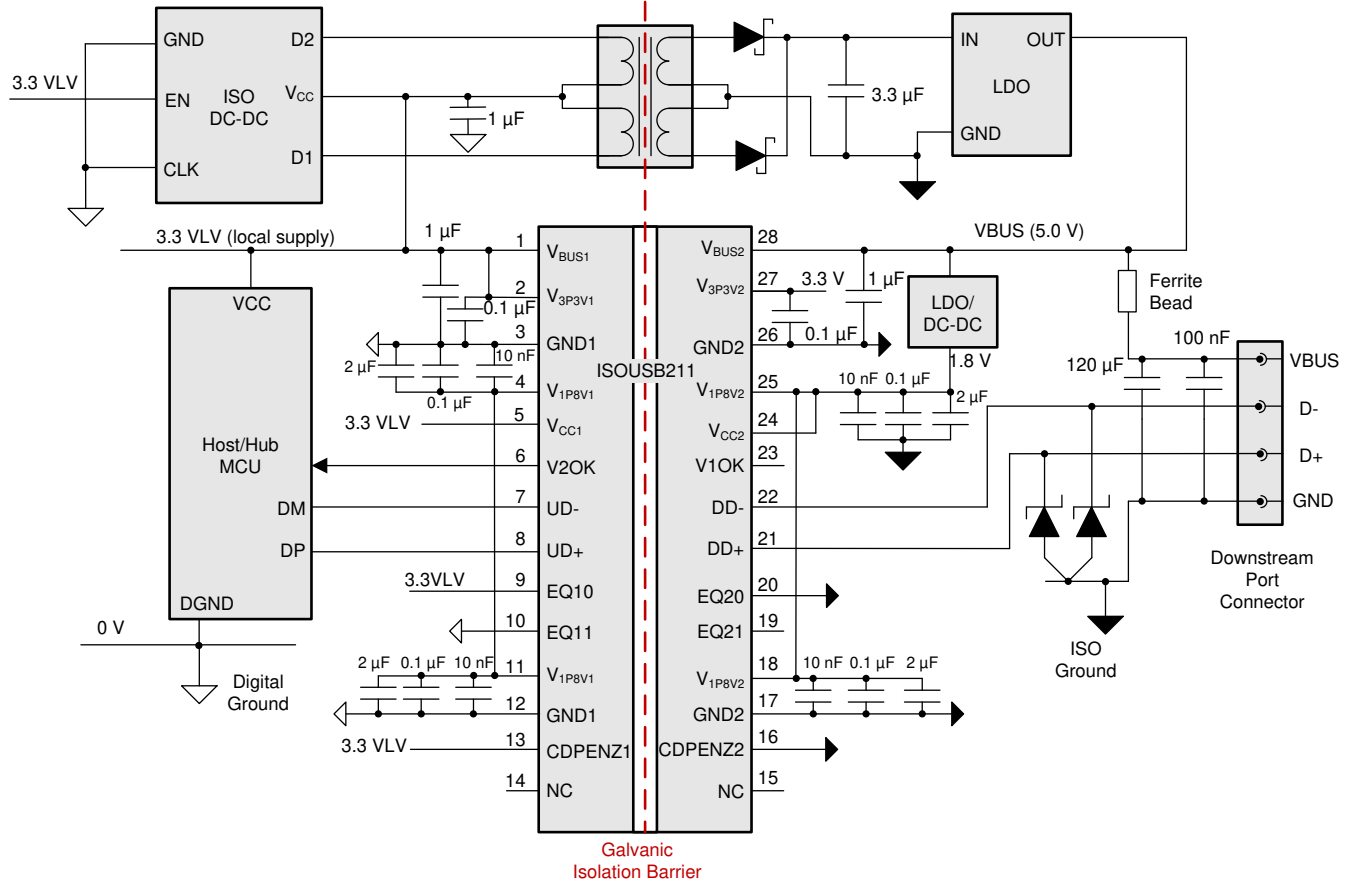 GND
EN
CLK
ISO
DC-DC
D2
VCC
D1
3.3 VLV
1 µF
3.3 µF
IN
OUT
LDO
GND
3.3 VLV (local supply)
VCC
Host/Hub
MCU
DM
DP
DGND
0 V
Digital
Ground
1 µF
0.1 µF
2 µF
10 nF
0.1 µF
3.3 VLV
3.3VLV
2 µF
0.1 µF
10 nF
3.3 VLV
1
2
3
4
5
6
7
8
9
10
11
12
13
14
VBUS1
V3P3V1
GND1
V1P8V1
VCC1
V2OK
UD-
UD+
EQ10
EQ11
V1P8V1
GND1
CDPENZ1
NC
ISOUSB211
VBUS2
V3P3V2
GND2
V1P8V2
VCC2
V1OK
DD-
DD+
EQ20
EQ21
V1P8V2
GND2
CDPENZ2
NC
28
27
26
25
24
23
22
21
20
19
18
17
16
15
VBUS (5.0 V)
3.3 V
1 µF
0.1 µF
LDO/
DC-DC
1.8 V
10 nF
0.1 µF
2 µF
10 nF
0.1 µF
2 µF
Ferrite
Bead
100 nF
120 µF
VBUS
D-
D+
GND
Downstream
Port
Connector
ISO
Ground
Galvanic
Isolation Barrier